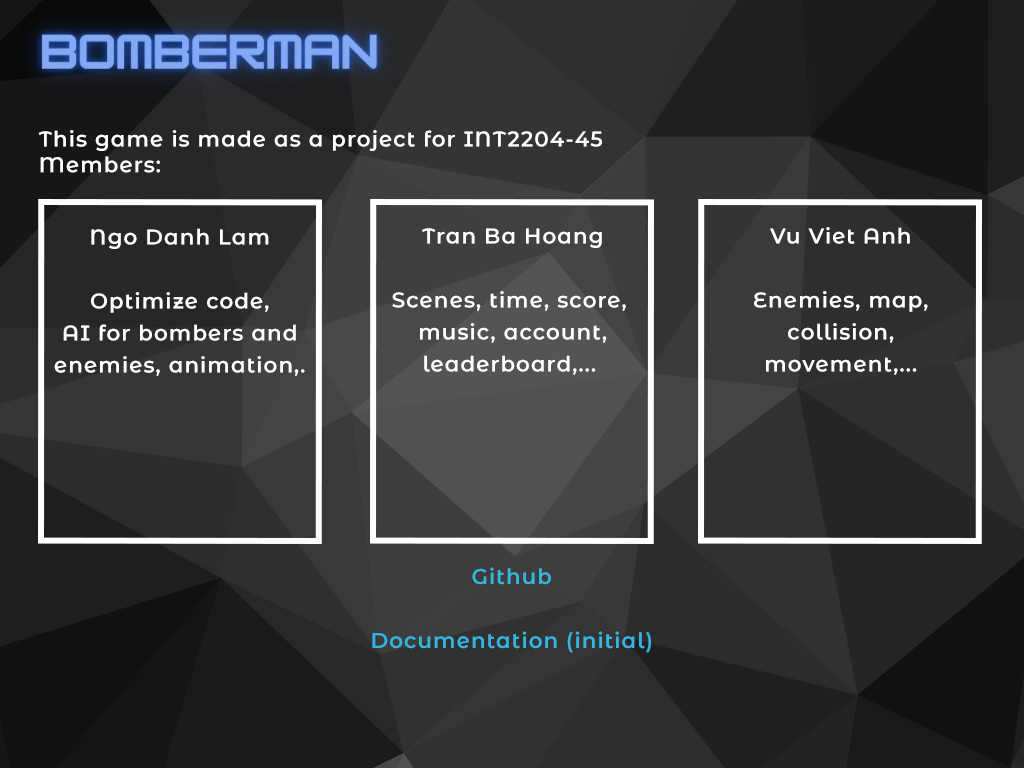 BOMBERMAN
This game is made as a project for INT2204-45
Members:
Ngo Danh Lam
Optimize code,
AI for bombers and
enemies, animation,.
Tran Ba Hoang
Scenes, time, score,
music, account,
leaderboard,...
Vu Viet Anh
Enemies, map,
collision,
movement,...
Github
Documentation (initial)